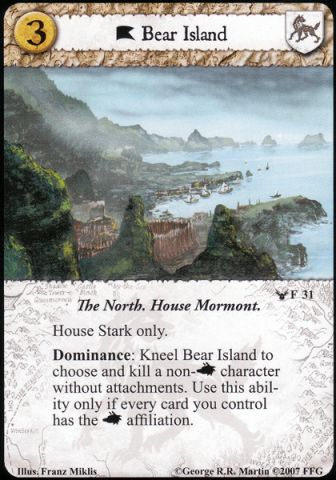 3
Bear Island
F 31
The North. House Mormont.
House Stark only.
Dominance: Kneel Bear Island to
choose and kill a non- character
without attachments. Use this abil-
ity only if every card you control
has the affiliation.
Illus. Franz Miklis
©George R.R. Martin ©2007 FFG